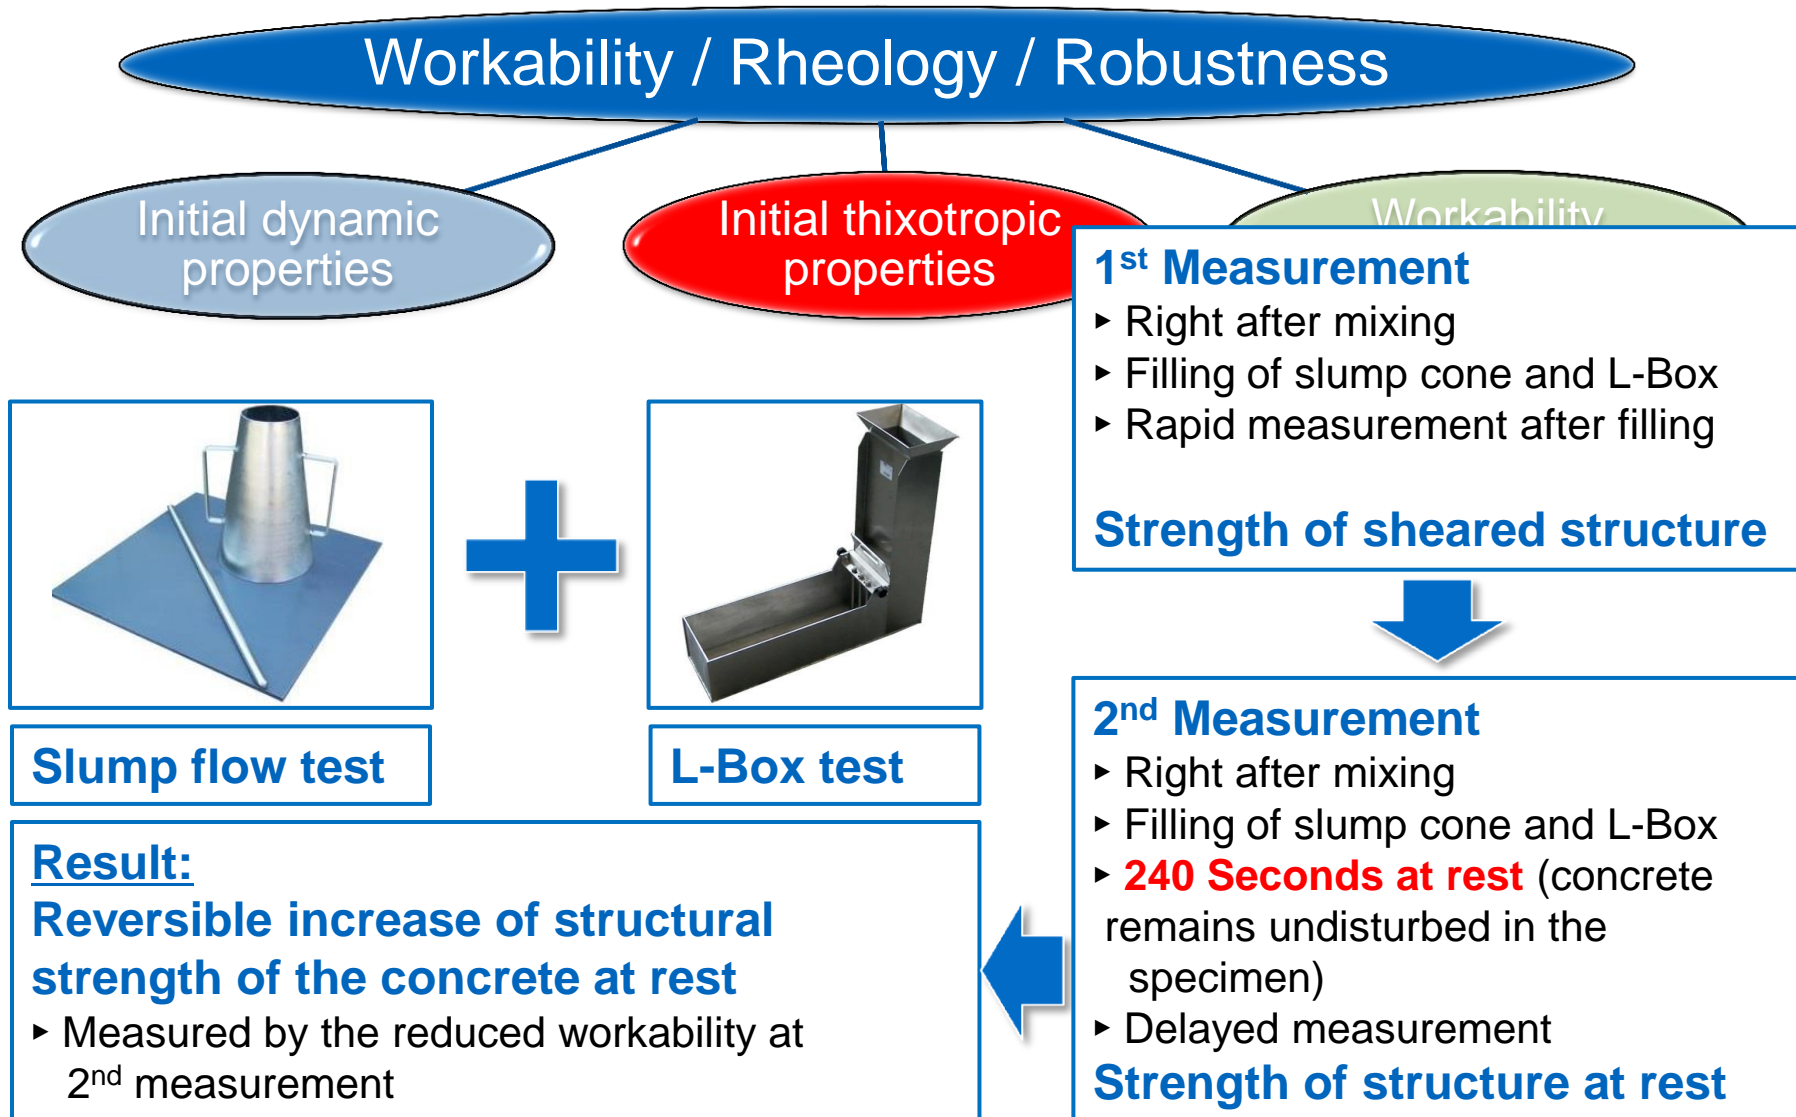 Workability / Rheology / Robustness
Initial dynamic
properties
Initial thixotropic
properties
Workability
1st Measurement
‣ Right after mixing
‣ Filling of slump cone and L-Box
‣ Rapid measurement after filling
Strength of sheared structure
Slump flow test
L-Box test
2nd Measurement
‣ Right after mixing
‣ Filling of slump cone and L-Box
‣ 240 Seconds at rest (concrete
remains undisturbed in the
specimen)
‣ Delayed measurement
Strength of structure at rest
Result:
Reversible increase of structural
strength of the concrete at rest
‣ Measured by the reduced workability at
2nd measurement